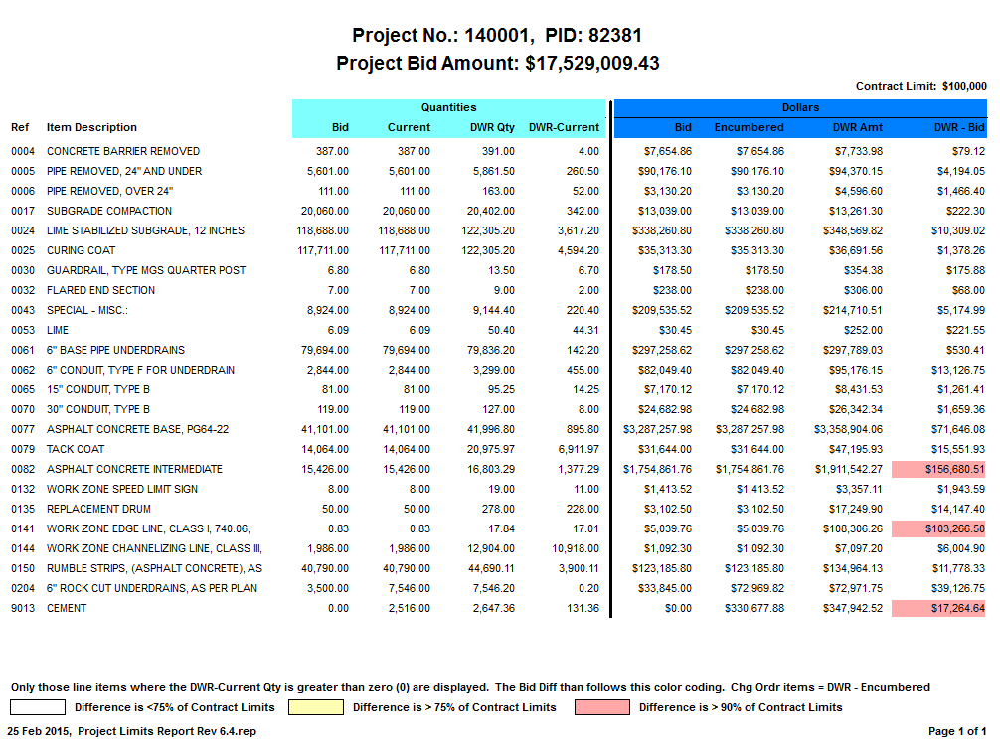 Project No.: 140001, PID: 82381
Project Bid Amount: $17,529,009.43
Contract Limit: $100,000
Quantities Dollars
Ref Item Description Bid Current DWR Qty DWR-Current Bid Encumbered DWR Amt DWR - Bid
0004 CONCRETE BARRIER REMOVED 387.00 387.00 391.00 4.00 $7,654.86 $7,654.86 $7,733.98 $79.12
0005 PIPE REMOVED, 24" AND UNDER 5,601.00 5,601.00 5,861.50 260.50 $90,176.10 $90,176.10 $94,370.15 $4,194.05
0006 PIPE REMOVED, OVER 24" 111.00 111.00 163.00 52.00 $3,130.20 $3,130.20 $4,596.60 $1,466.40
0017 SUBGRADE COMPACTION 20,060.00 20,060.00 20,402.00 342.00 $13,039.00 $13,039.00 $13,261.30 $222.30
0024 LIME STABILIZED SUBGRADE, 12 INCHES 118,688.00 118,688.00 122,305.20 3,617.20 $338,260.80 $338,260.80 $348,569.82 $10,309.02
0025 CURING COAT 117,711.00 117,711.00 122,305.20 4,594.20 $35,313.30 $35,313.30 $36,691.56 $1,378.26
0030 GUARDRAIL, TYPE MGS QUARTER POST 6.80 6.80 13.50 6.70 $178.50 $178.50 $354.38 $175.88
0032 FLARED END SECTION 7.00 7.00 9.00 2.00 $238.00 $238.00 $306.00 $68.00
0043 SPECIAL - MISC.: 8,924.00 8,924.00 9,144.40 220.40 $209,535.52 $209,535.52 $214,710.51 $5,174.99
0053 LIME 6.09 6.09 50.40 44.31 $30.45 $30.45 $252.00 $221.55
0061 6" BASE PIPE UNDERDRAINS 79,694.00 79,694.00 79,836.20 142.20 $297,258.62 $297,258.62 $297,789.03 $530.41
0062 6" CONDUIT, TYPE F FOR UNDERDRAIN 2,844.00 2,844.00 3,299.00 455.00 $82,049.40 $82,049.40 $95,176.15 $13,126.75
0065 15" CONDUIT, TYPE B 81.00 81.00 95.25 14.25 $7,170.12 $7,170.12 $8,431.53 $1,261.41
0070 30" CONDUIT, TYPE B 119.00 119.00 127.00 8.00 $24,682.98 $24,682.98 $26,342.34 $1,659.36
0077 ASPHALT CONCRETE BASE, PG64-22 41,101.00 41,101.00 41,996.80 895.80 $3,287,257.98 $3,287,257.98 $3,358,904.06 $71,646.08
0079 TACK COAT 14,064.00 14,064.00 20,975.97 6,911.97 $31,644.00 $31,644.00 $47,195.93 $15,551.93
0082 ASPHALT CONCRETE INTERMEDIATE 15,426.00 15,426.00 16,803.29 1,377.29 $1,754,861.76 $1,754,861.76 $1,911,542.27 $156,680.51
0132 WORK ZONE SPEED LIMIT SIGN 8.00 8.00 19.00 11.00 $1,413.52 $1,413.52 $3,357.11 $1,943.59
0135 REPLACEMENT DRUM 50.00 50.00 278.00 228.00 $3,102.50 $3,102.50 $17,249.90 $14,147.40
0141 WORK ZONE EDGE LINE, CLASS I, 740.06, 0.83 0.83 17.84 17.01 $5,039.76 $5,039.76 $108,306.26 $103,266.50
0144 WORK ZONE CHANNELIZING LINE, CLASS III, 1,986.00 1,986.00 12,904.00 10,918.00 $1,092.30 $1,092.30 $7,097.20 $6,004.90
0150 RUMBLE STRIPS, (ASPHALT CONCRETE), AS 40,790.00 40,790.00 44,690.11 3,900.11 $123,185.80 $123,185.80 $134,964.13 $11,778.33
0204 6" ROCK CUT UNDERDRAINS, AS PER PLAN 3,500.00 7,546.00 7,546.20 0.20 $33,845.00 $72,969.82 $72,971.75 $39,126.75
9013 CEMENT 0.00 2,516.00 2,647.36 131.36 $0.00 $330,677.88 $347,942.52 $17,264.64
Only those line items where the DWR-Current Qty is greater than zero (0) are displayed. The Bid Diff than follows this color coding. Chg Ordr items = DWR - Encumbered
Difference is <75% of Contract Limits Difference is > 75% of Contract Limits Difference is > 90% of Contract Limits
25 Feb 2015, Project Limits Report Rev 6.4.rep Page 1 of 1